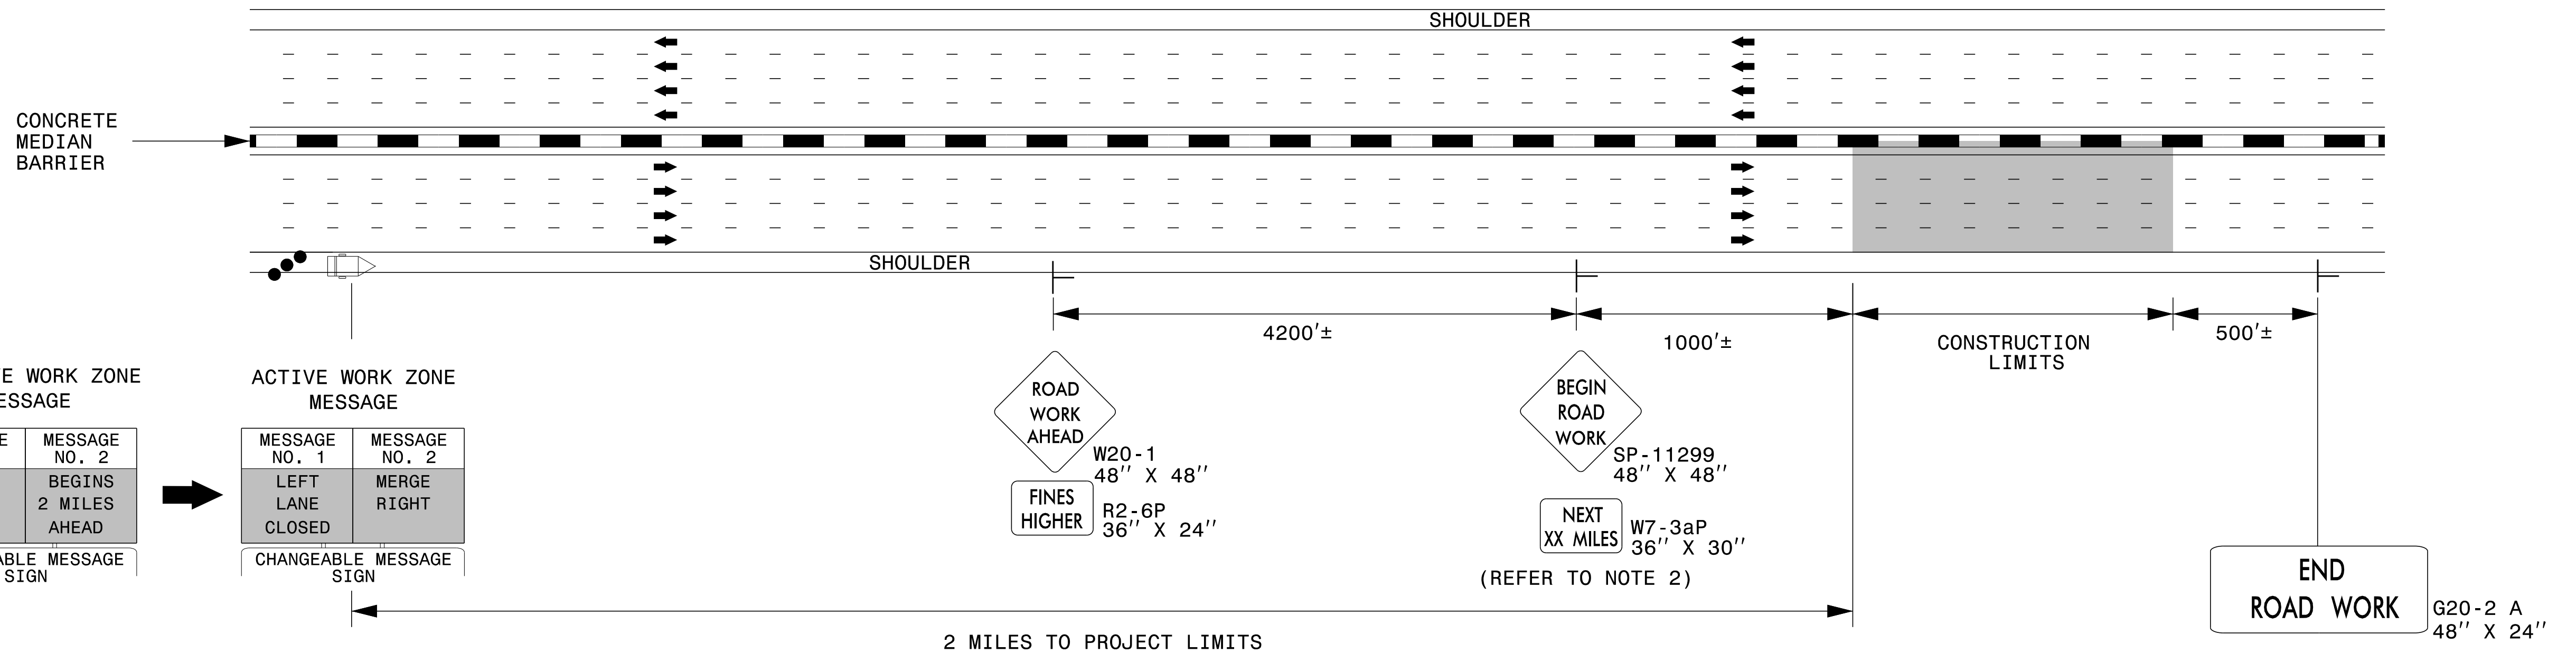 SHOULDER
CONCRETE
MEDIAN
BARRIER
SHOULDER
4200'±
1000'±
CONSTRUCTION
LIMITS
500'±
E WORK ZONE
ESSAGE
E
MESSAGE
NO. 2
BEGINS
2 MILES
AHEAD
ABLE MESSAGE
SIGN
ACTIVE WORK ZONE
MESSAGE
MESSAGE
NO. 1
MESSAGE
NO. 2
LEFT
LANE
CLOSED
MERGE
RIGHT
CHANGEABLE MESSAGE
SIGN
ROAD
WORK
AHEAD
W20-1
48'' X 48''
FINES
HIGHER
R2-6P
36'' X 24''
BEGIN
ROAD
WORK
SP-11299
48'' X 48''
NEXT
XX MILES
W7-3aP
36'' X 30''
(REFER TO NOTE 2)
END
ROAD WORK
G20-2 A
48'' X 24''
2 MILES TO PROJECT LIMITS